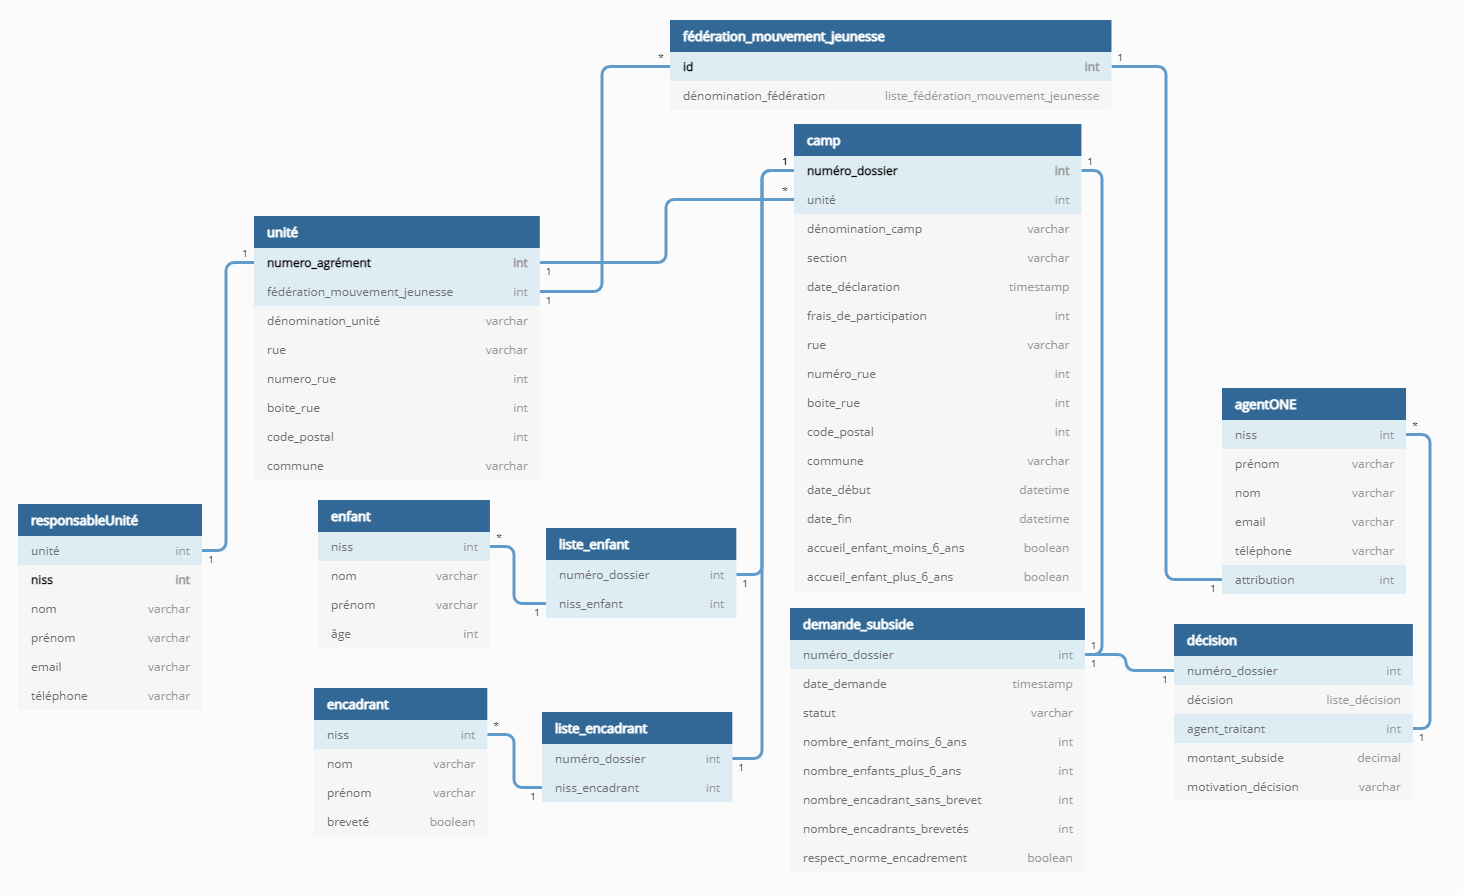 fédération_mouvement_jeunesse
* id int 1
dénomination_fédération liste_fédération_mouvement_jeunesse
camp
1 numéro_dossier int 1
* unité int
dénomination_camp varchar
section varchar
date_déclaration timestamp
frais_de_participation int
rue varchar
numéro_rue int
boite_rue int
code_postal int
commune varchar
date_début datetime
date_fin datetime
accueil_enfant_moins_6_ans boolean
accueil_enfant_plus_6_ans boolean
unité
1 numero_agrément int 1
fédération_mouvement_jeunesse int 1
dénomination_unité varchar
rue varchar
numero_rue int
boite_rue int
code_postal int
commune varchar
agentONE
niss int *
prénom varchar
nom varchar
email varchar
téléphone varchar
1 attribution int
responsableUnité
unité int 1
niss int
nom varchar
prénom varchar
email varchar
téléphone varchar
enfant
niss int *
nom varchar
prénom varchar
âge int
liste_enfant
numéro_dossier int 1
1 niss_enfant int
demande_subside
numéro_dossier int 1
1
date_demande timestamp
statut varchar
nombre_enfant_moins_6_ans int
nombre_enfants_plus_6_ans int
nombre_encadrant_sans_brevet int
nombre_encadrants_brevetés int
respect_norme_encadrement boolean
décision
1 numéro_dossier int
décision liste_décision
agent_traitant int 1
montant_subside decimal
motivation_décision varchar
encadrant
niss int *
nom varchar
prénom varchar
breveté boolean
liste_encadrant
numéro_dossier int 1
1 niss_encadrant int